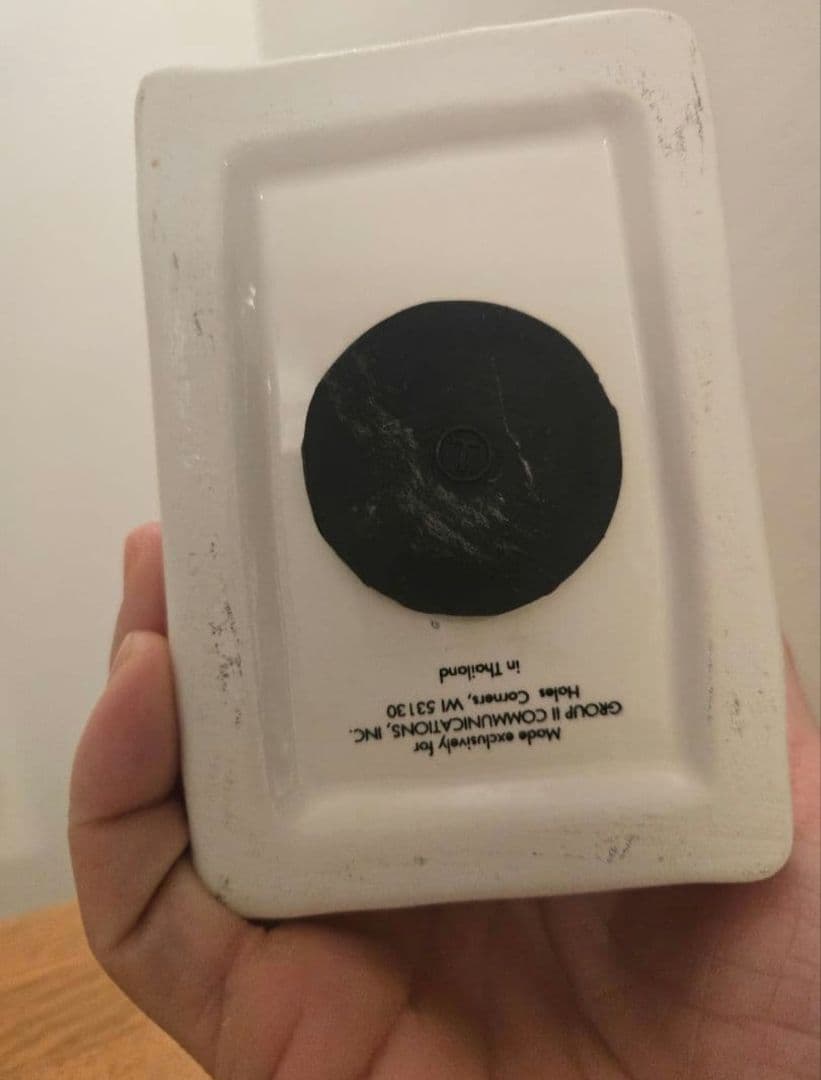 Made exclusively for
GROUP II COMMUNICATIONS, INC.
Hales Corners, WI 53130
in Thailand